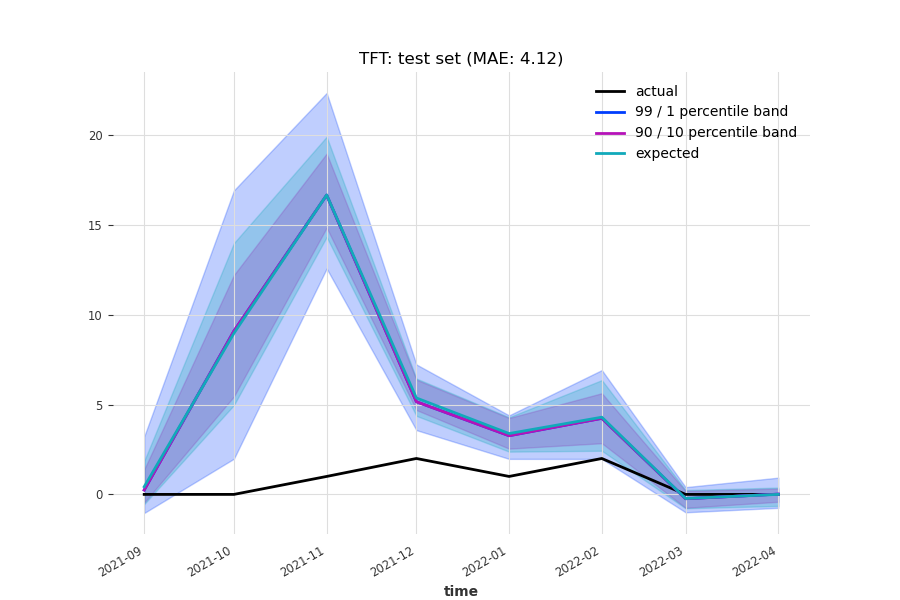 TFT: test set (MAE: 4.12)
actual
99 / 1 percentile band
90 / 10 percentile band
expected
20
15
10
5
0
2021-09
2021-10
2021-11
2021-12
2022-01
2022-02
2022-03
2022-04
time